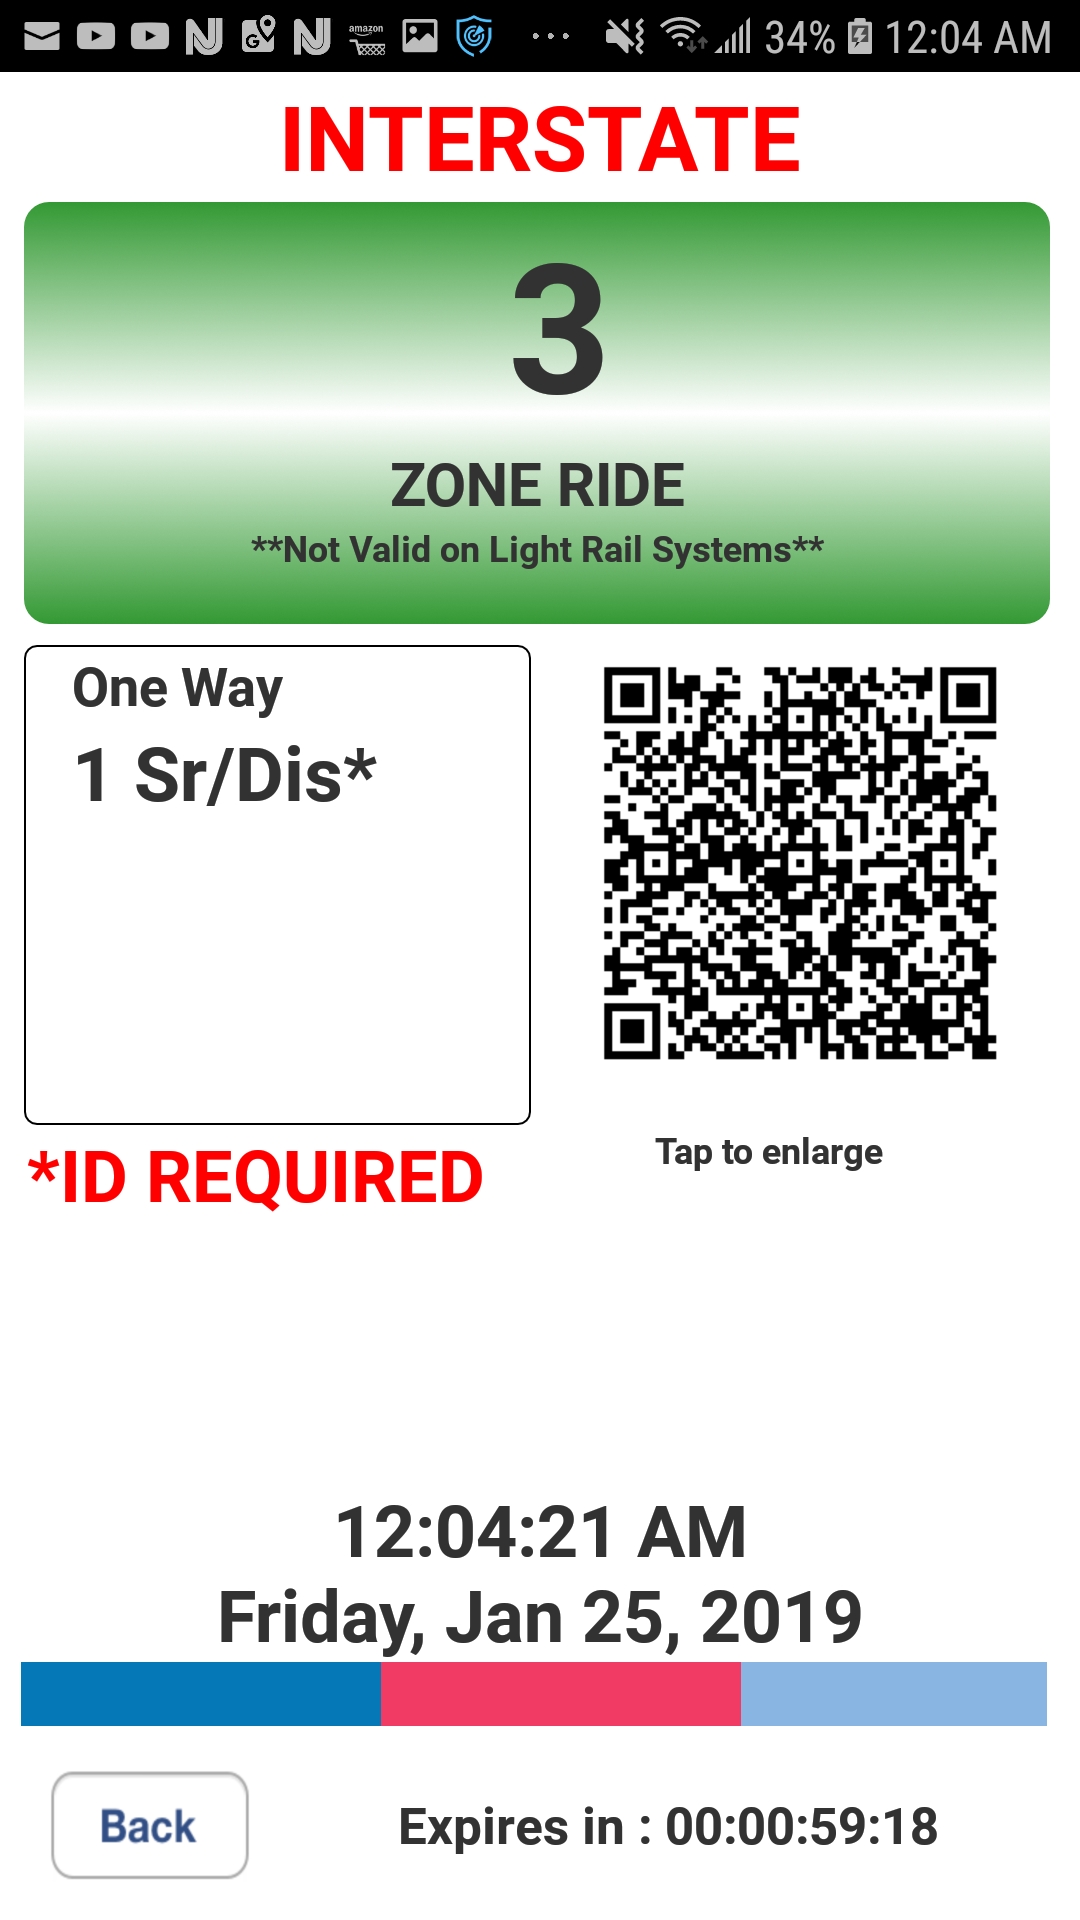 amazon
34% 12:04 AM
INTERSTATE
3
ZONE RIDE
**Not Valid on Light Rail Systems**
One Way
1 Sr/Dis*
*ID REQUIRED
Tap to enlarge
12:04:21 AM
Friday, Jan 25, 2019
Back
Expires in : 00:00:59:18